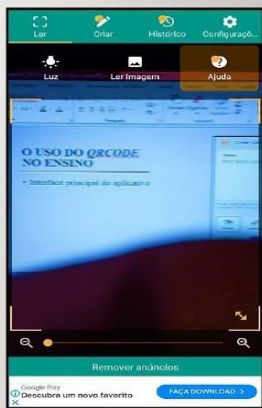 Ler Criar Histórico Configuraçõ...
Luz Ler imagem Ajuda
O USO DO QRCODE
NO ENSINO
• Interface principal do aplicativo
Remover anúncios
Google Play
Descubra um novo favorito
FAÇA DOWNLOAD >